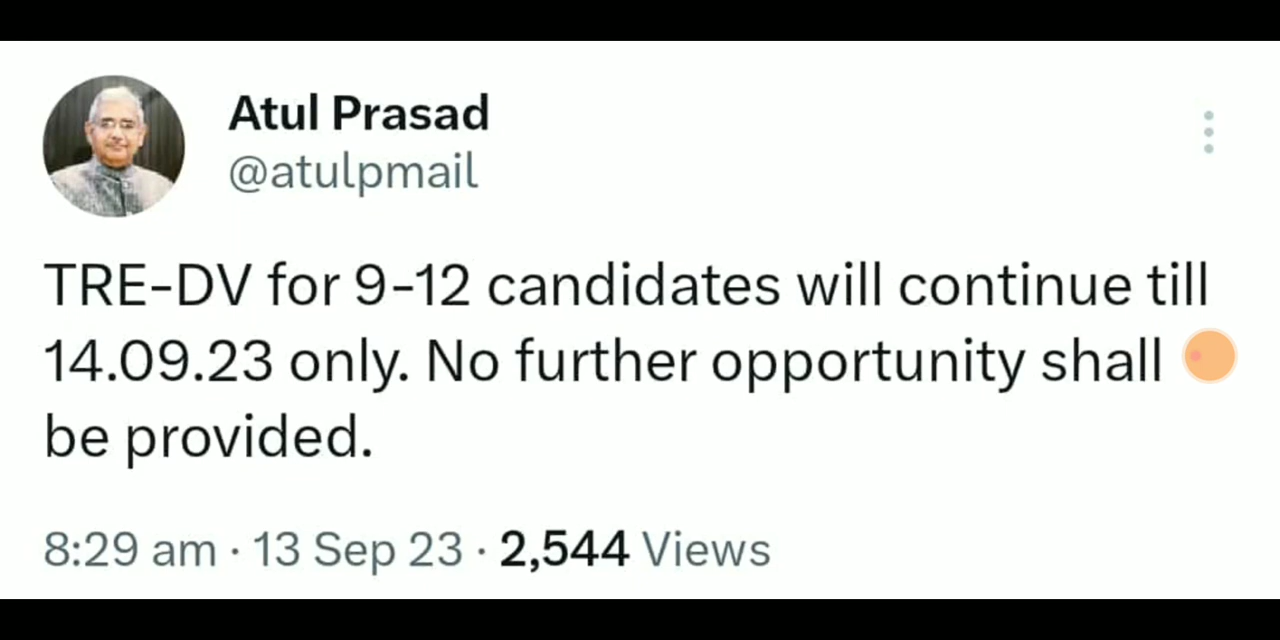 Atul Prasad
@atulpmail
TRE-DV for 9-12 candidates will continue till
14.09.23 only. No further opportunity shall
be provided.
8:29 am · 13 Sep 23 · 2,544 Views